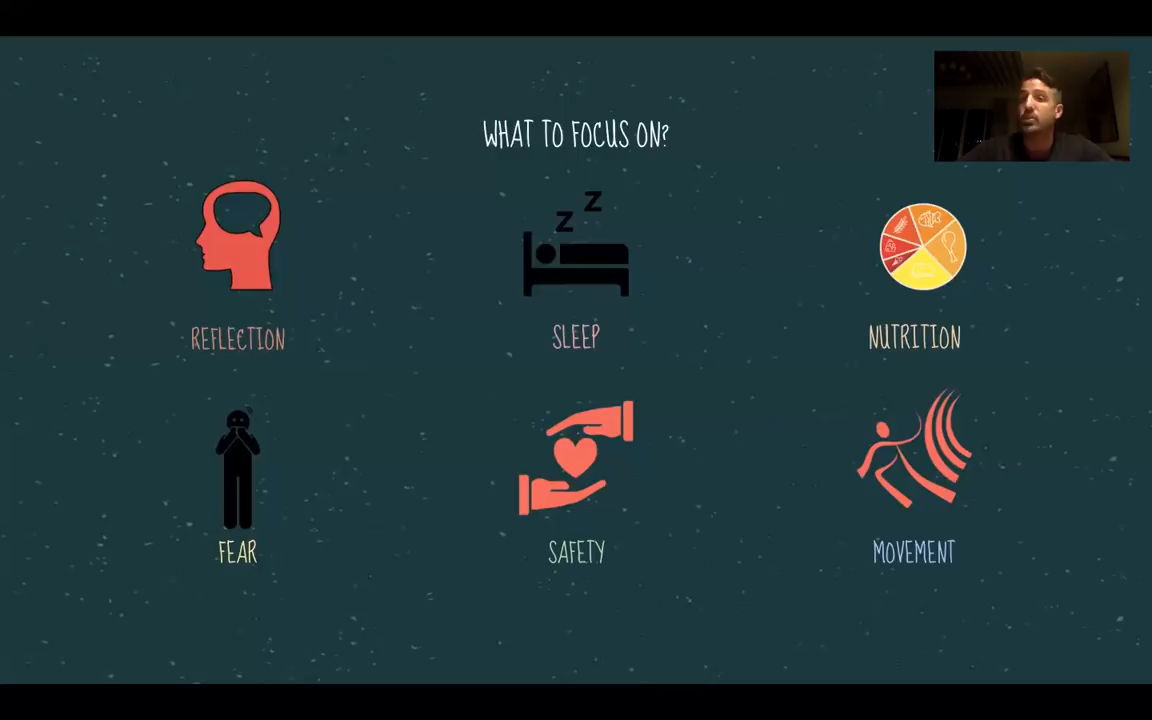 WHAT TO FOCUS ON?
Z
Z
REFLECTION
SLEEP
NUTRITION
FEAR
SAFETY
MOVEMENT